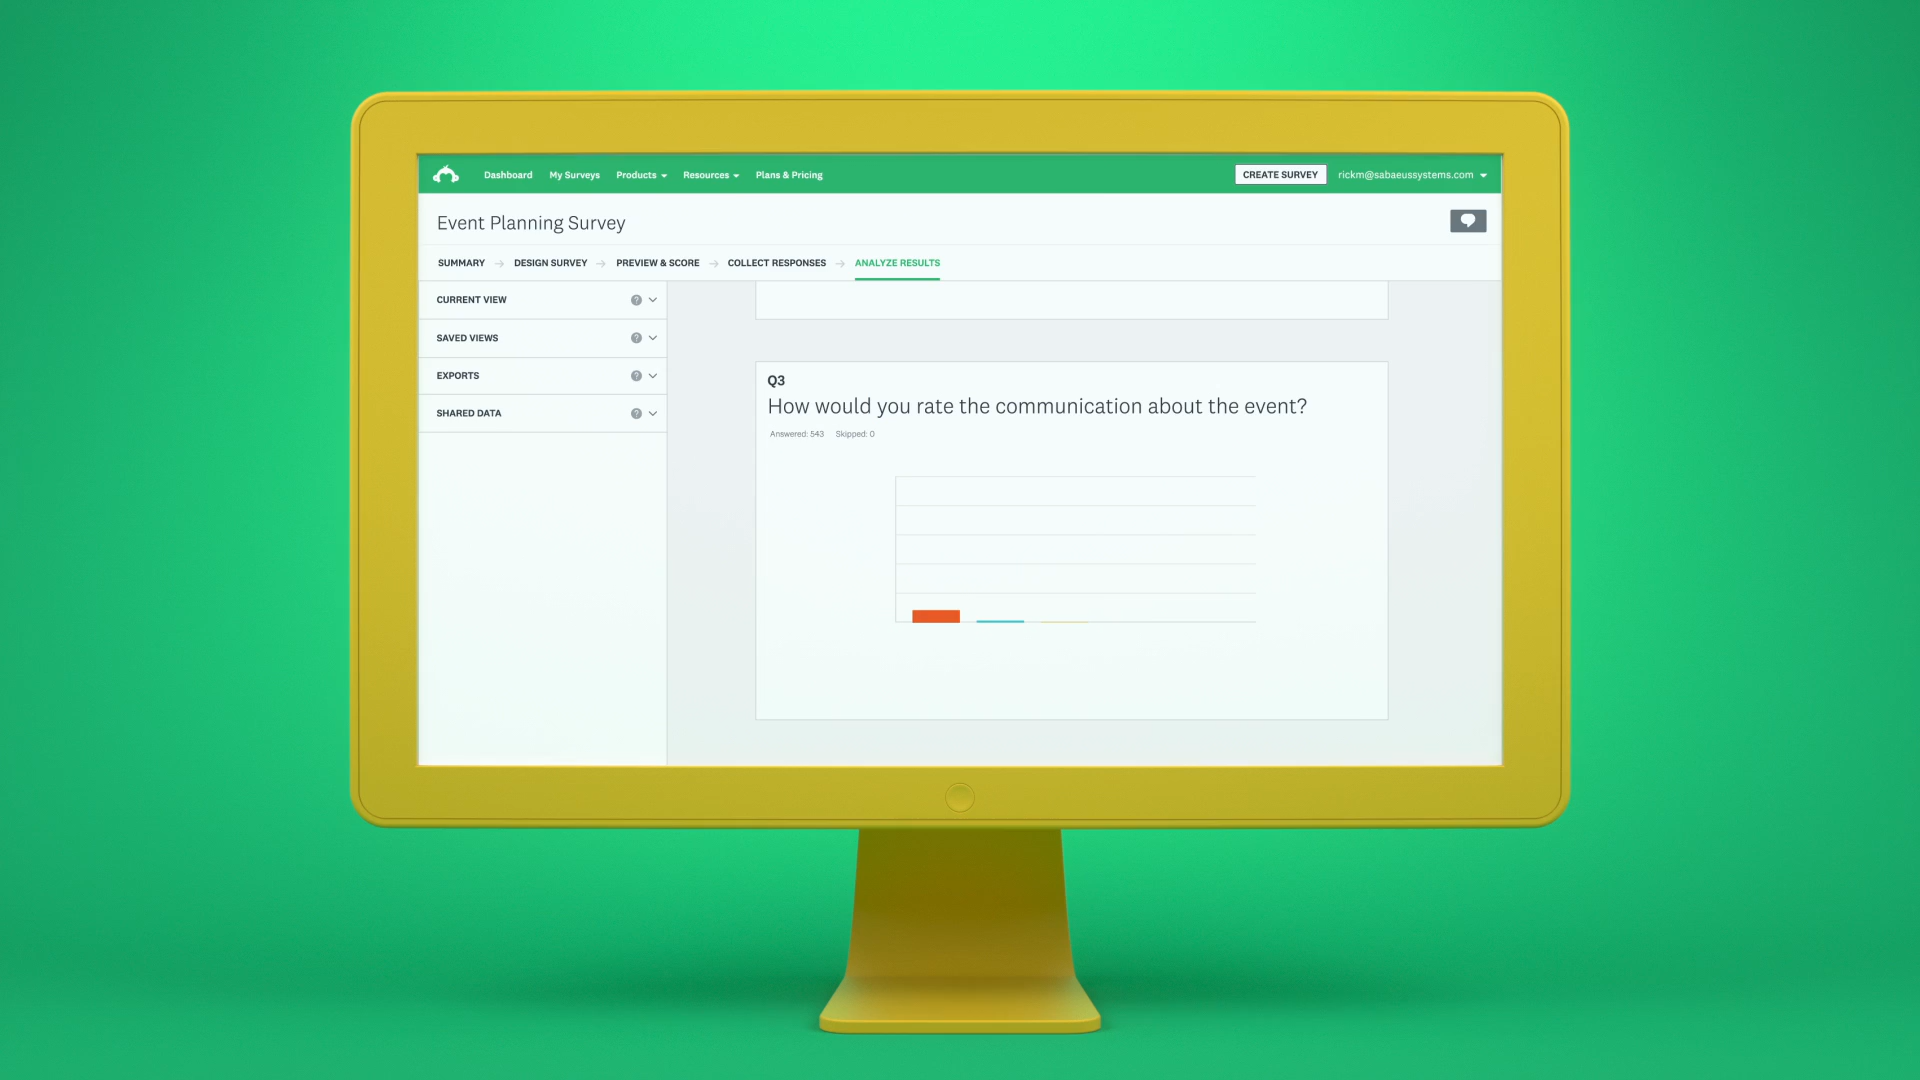 Dashboard My Surveys Products Resources Plans & Pricing CREATE SURVEY rickm@sabaeussystems.com
Event Planning Survey
SUMMARY DESIGN SURVEY PREVIEW & SCORE COLLECT RESPONSES ANALYZE RESULTS
CURRENT VIEW ?
SAVED VIEWS ?
EXPORTS ?
SHARED DATA ?
Q3
How would you rate the communication about the event?
Answered: 543 Skipped: 0